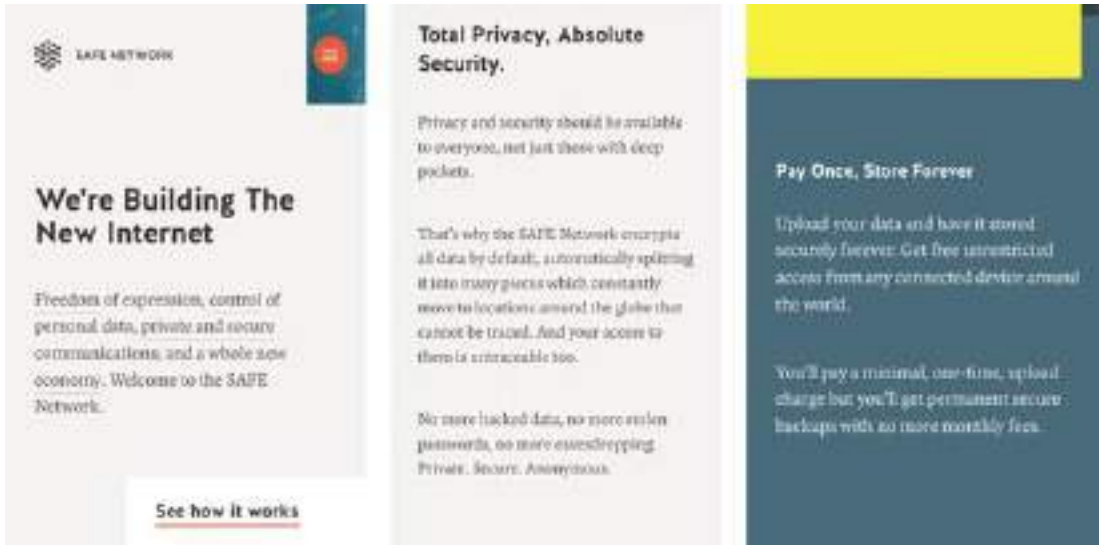 SAFE NETWORK
We're Building The
New Internet
Freedom of expression, control of
personal data, private and secure
communications, and a whole new
economy. Welcome to the SAFE
Network.
See how it works
Total Privacy, Absolute
Security.
Privacy and security should be available
to everyone, not just those with deep
pockets.
That's why the SAFE Network encrypts
all data by default, automatically splitting
it into many pieces which constantly
move to locations around the globe that
cannot be traced. And your access to
them is untraceable too.
No more hacked data, no more stolen
passwords, no more eavesdropping.
Private. Secure. Anonymous.
Pay Once, Store Forever
Upload your data and have it stored
securely forever. Get free unrestricted
access from any connected device around
the world.
You'll pay a minimal, one-time, upload
charge but you'll get permanent secure
backups with no more monthly fees.